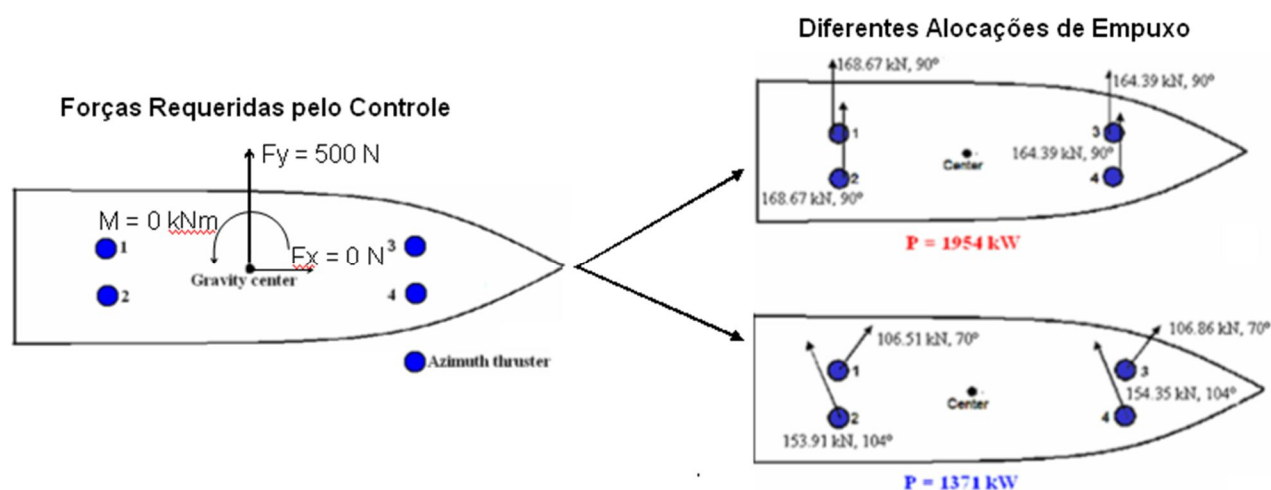 Diferentes Alocações de Empuxo
Forças Requeridas pelo Controle
Fy = 500 N
M = 0 kNm
Fx = 0 N
Gravity center
1
2
3
4
Azimuth thruster
168.67 kN, 90º
164.39 kN, 90º
1
3
Center
164.39 kN, 90º
2
4
168.67 kN, 90º
P = 1954 kW
106.51 kN, 70º
106.86 kN, 70º
1
3
154.35 kN, 104º
Center
2
4
153.91 kN, 104º
P = 1371 kW